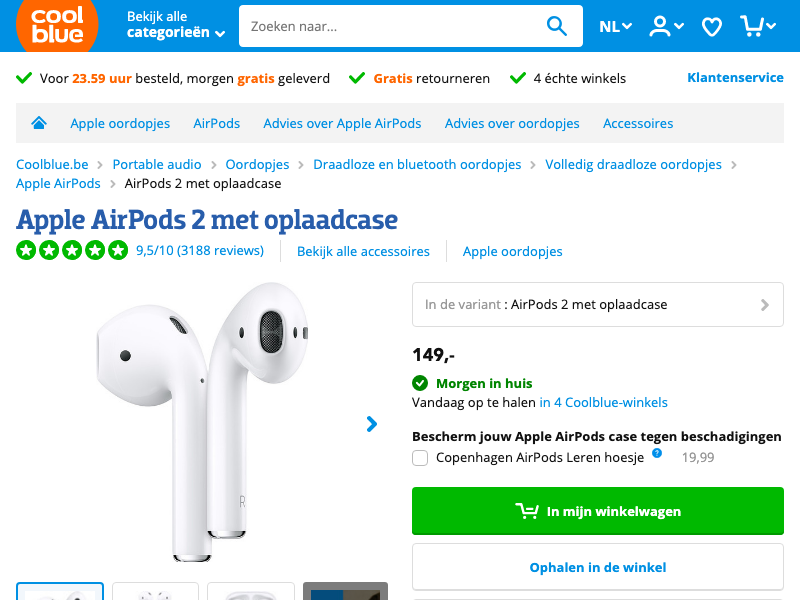 cool
blue
Bekijk alle
categorieën
Zoeken naar...
NL
Voor 23.59 uur besteld, morgen gratis geleverd
Gratis retourneren
4 échte winkels
Klantenservice
Apple oordopjes
AirPods
Advies over Apple AirPods
Advies over oordopjes
Accessoires
Coolblue.be > Portable audio > Oordopjes > Draadloze en bluetooth oordopjes > Volledig draadloze oordopjes >
Apple AirPods > AirPods 2 met oplaadcase
Apple AirPods 2 met oplaadcase
9,5/10 (3188 reviews)
Bekijk alle accessoires
Apple oordopjes
In de variant : AirPods 2 met oplaadcase
149,-
Morgen in huis
Vandaag op te halen in 4 Coolblue-winkels
Bescherm jouw Apple AirPods case tegen beschadigingen
Copenhagen AirPods Leren hoesje ? 19,99
R
In mijn winkelwagen
Ophalen in de winkel